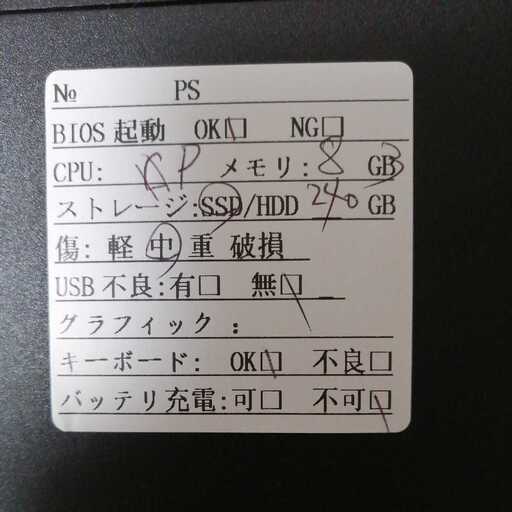 № PS
BIOS 起動 OK☑ NG□
CPU: メモリ: 8 GB
ストレージ:SSD/HDD 240 GB
傷: 軽 中 重 破損
USB 不良:有□ 無☑
グラフィック :
キーボード: OK☑ 不良□
バッテリ充電:可□ 不可☑